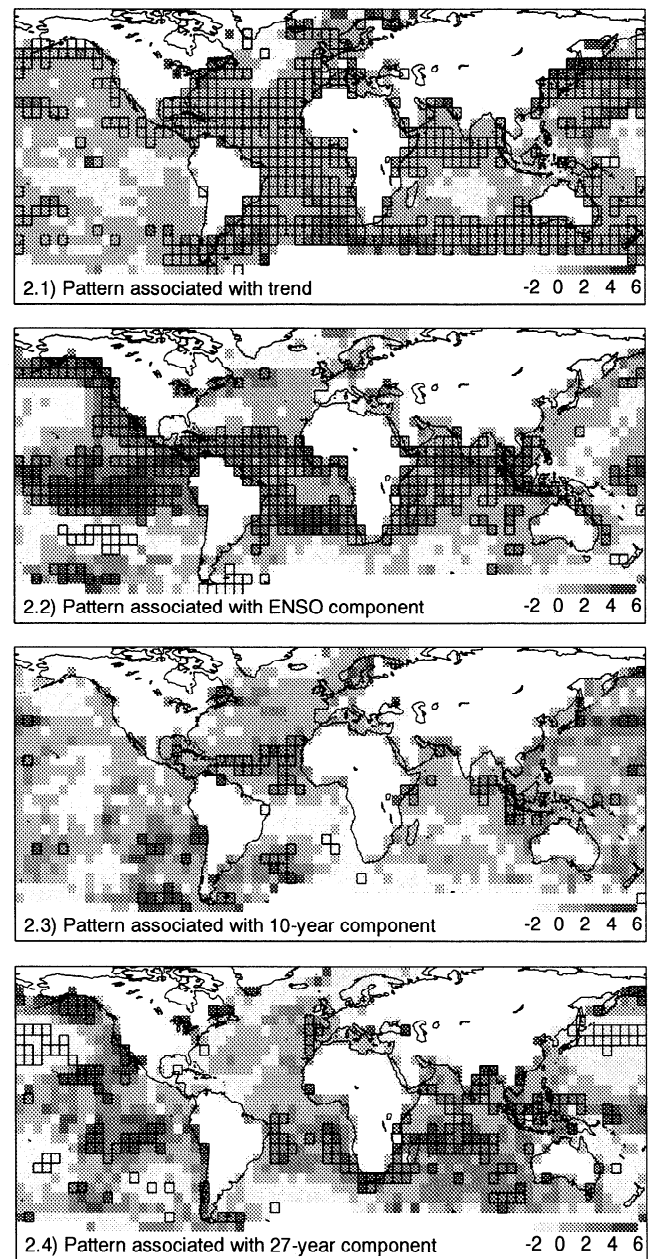 2.1) Pattern associated with trend
-2 0 2 4 6
2.2) Pattern associated with ENSO component
-2 0 2 4 6
2.3) Pattern associated with 10-year component
-2 0 2 4 6
2.4) Pattern associated with 27-year component
-2 0 2 4 6